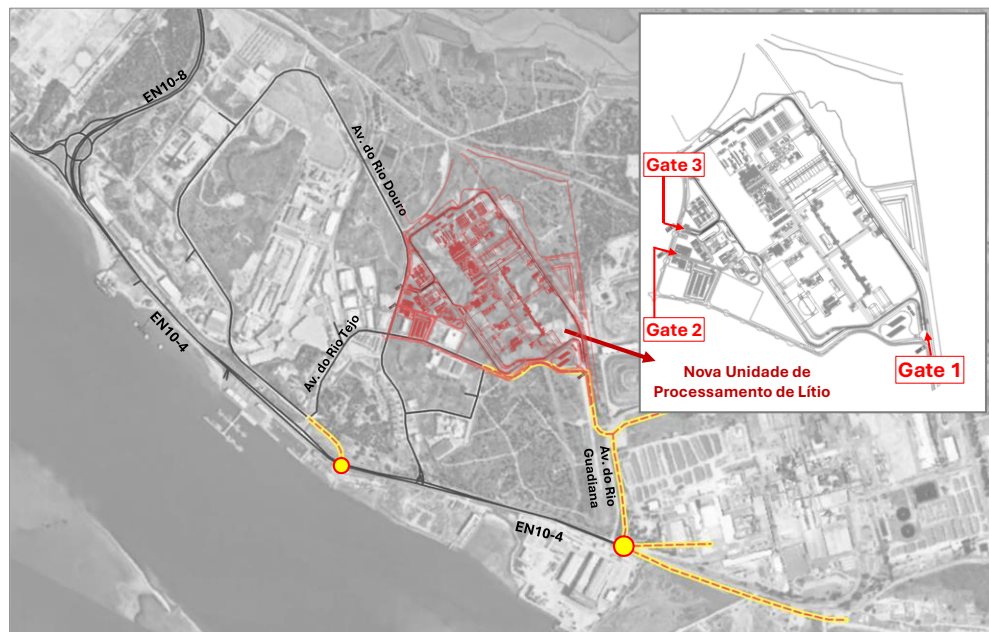 EN10-8
Av. do Rio Douro
EN10-4
Av. do Rio Tejo
Av. do Rio
Guadiana
EN10-4
Gate 3
Gate 2
Gate 1
Nova Unidade de
Processamento de Lítio